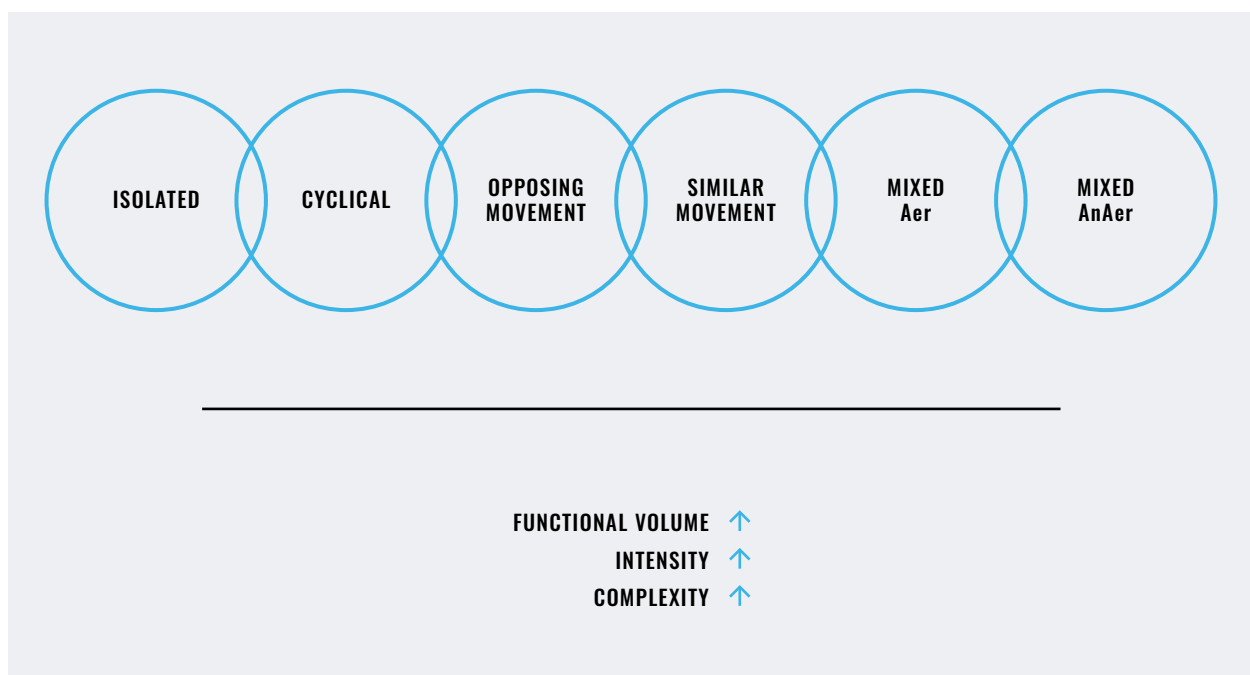 ISOLATED
CYCLICAL
OPPOSING
MOVEMENT
SIMILAR
MOVEMENT
MIXED
Aer
MIXED
AnAer
FUNCTIONAL VOLUME ↑
INTENSITY ↑
COMPLEXITY ↑